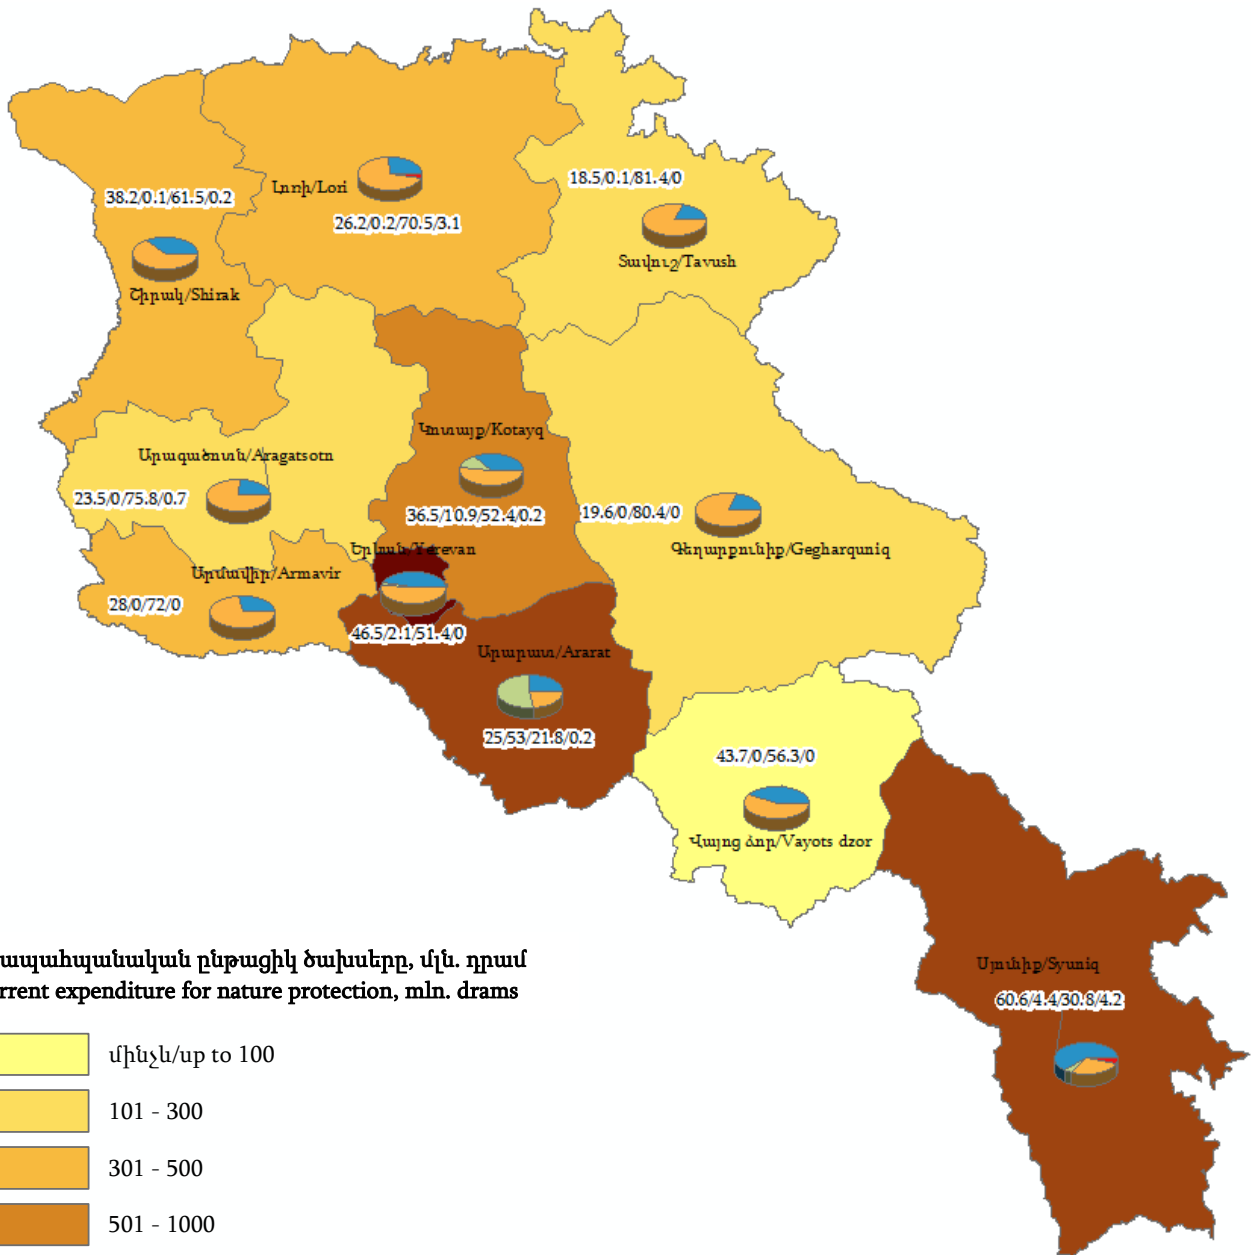 Լոռի/Lori
18.5/0.1/81.4/0
38.2/0.1/61.5/0.2
26.2/0.2/70.5/3.1
Տավուշ/Tavush
Շիրակ/Shirak
Կոտայք/Kotayq
Արագածոտն/Aragatsotn
23.5/0/75.8/0.7
36.5/10.9/52.4/0.2
19.6/0/80.4/0
Երևան/Yerevan
Գեղարքունիք/Gegharquniq
Արմավիր/Armavir
28/0/72/0
46.5/2.1/51.4/0
Արարատ/Ararat
25/53/21.8/0.2
43.7/0/56.3/0
Վայոց ձոր/Vayots dzor
Սյունիք/Syuniq
60.6/4.4/30.8/4.2
ապահպանական ընթացիկ ծախսերը, մլն. դրամ
rrent expenditure for nature protection, mln. drams
մինչև/up to 100
101 - 300
301 - 500
501 - 1000